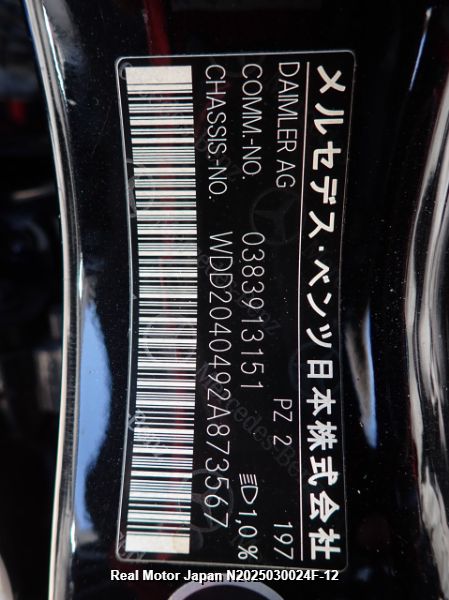 メルセデス・ベンツ日本株式会社
DAIMLER AG 197
COMM.-NO. 0383913151 PZ 2 1,0%
CHASSIS.-NO. WDD2040492A873567
Real Motor Japan N2025030024F-12